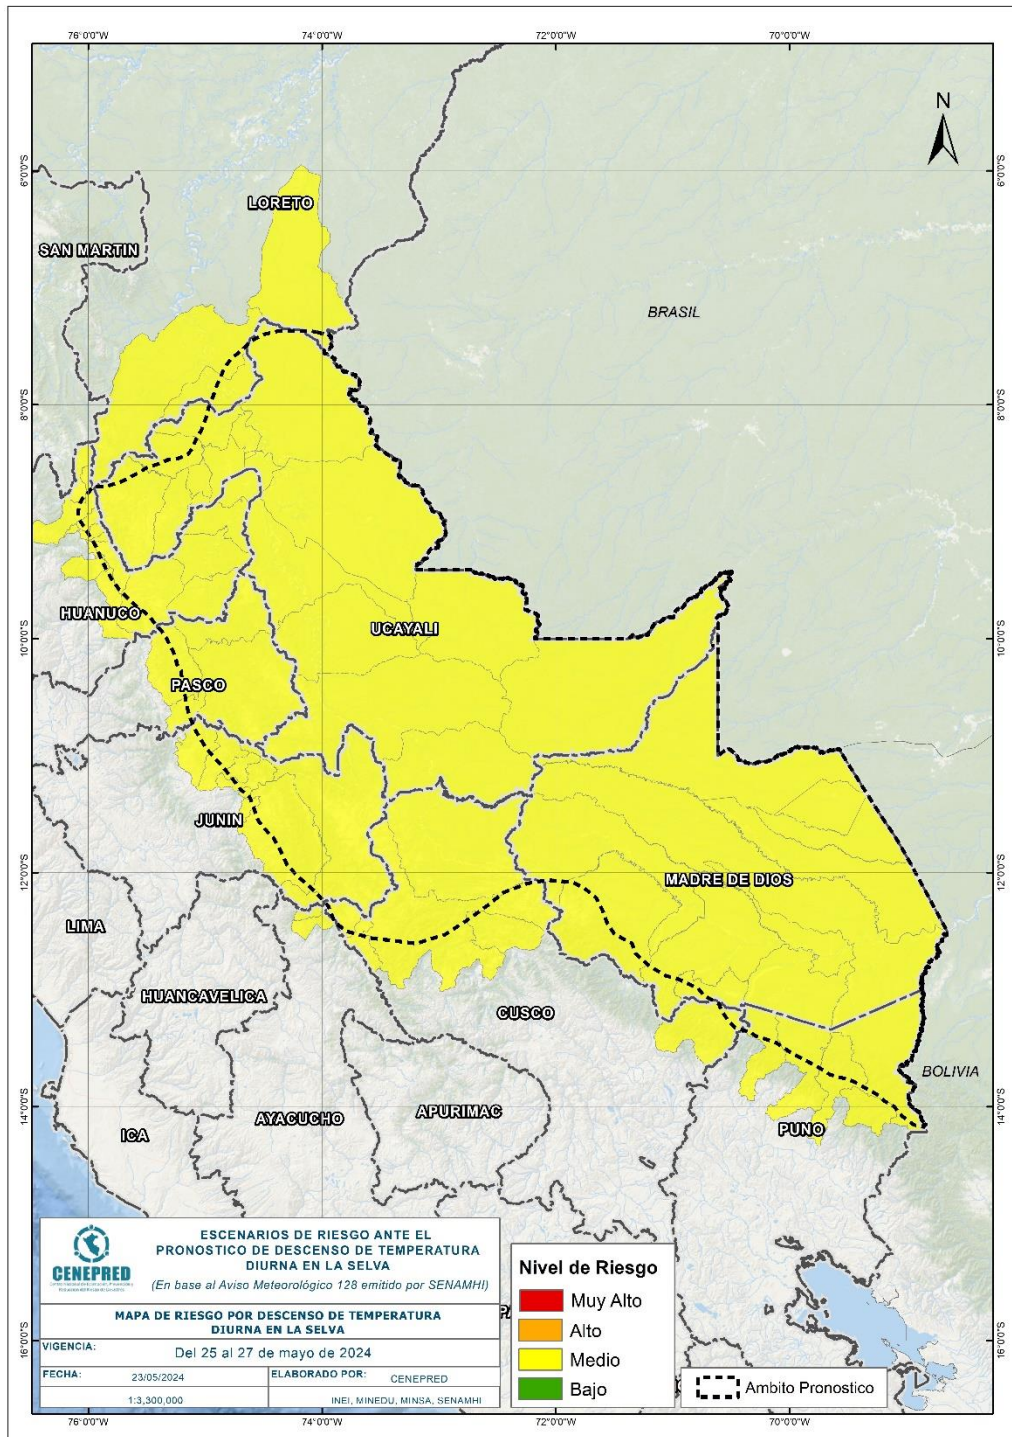 76°0'0"W
74°0'0"W
72°0'0"W
70°0'0"W
N
6°0'0"S
6°0'0"S
LORETO
SAN MARTIN
BRASIL
8°0'0"S
8°0'0"S
HUANUCO
UCAYALI
10°0'0"S
10°0'0"S
PASCO
JUNIN
12°0'0"S
12°0'0"S
MADRE DE DIOS
LIMA
HUANCAVELICA
CUSCO
BOLIVIA
14°0'0"S
14°0'0"S
AYACUCHO
APURIMAC
ICA
PUNO
CENEPRED
ESCENARIOS DE RIESGO ANTE EL
PRONOSTICO DE DESCENSO DE TEMPERATURA
DIURNA EN LA SELVA
(En base al Aviso Meteorológico 128 emitido por SENAMHI)
MAPA DE RIESGO POR DESCENSO DE TEMPERATURA
DIURNA EN LA SELVA
VIGENCIA: Del 25 al 27 de mayo de 2024
FECHA: 23/05/2024 ELABORADO POR: CENEPRED
1:3,300,000 INEI, MINEDU, MINSA, SENAMHI
Nivel de Riesgo
Muy Alto
Alto
Medio
Bajo
Ambito Pronostico
16°0'0"S
16°0'0"S
76°0'0"W
74°0'0"W
72°0'0"W
70°0'0"W